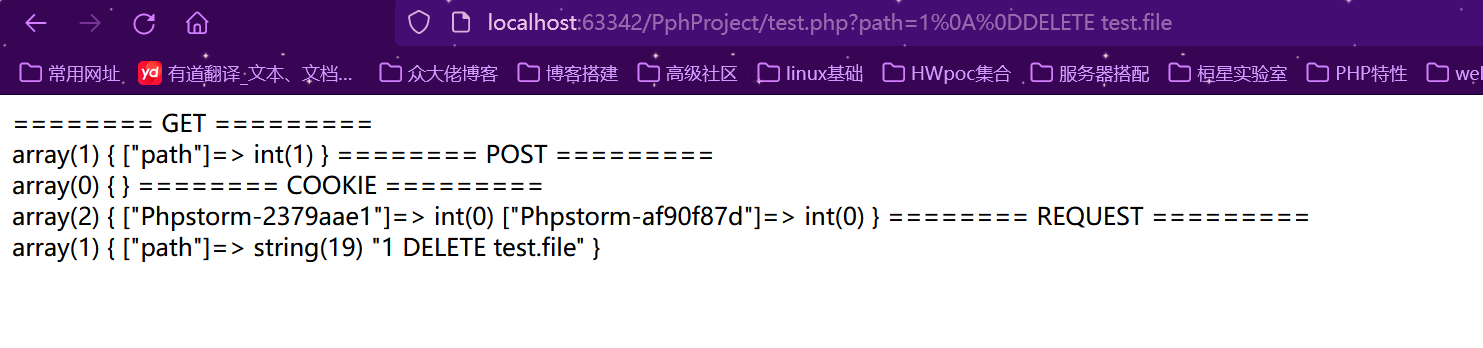 localhost:63342/PphProject/test.php?path=1%0A%0DDELETE test.file
常用网址 yd 有道翻译_文本、文档... 众大佬博客 博客搭建 高级社区 linux基础 HWpoc集合 服务器搭配 桓星实验室 PHP特性 wel
======== GET =========
array(1) { ["path"]=> int(1) } ======== POST =========
array(0) { } ======== COOKIE =========
array(2) { ["Phpstorm-2379aae1"]=> int(0) ["Phpstorm-af90f87d"]=> int(0) } ======== REQUEST =========
array(1) { ["path"]=> string(19) "1 DELETE test.file" }